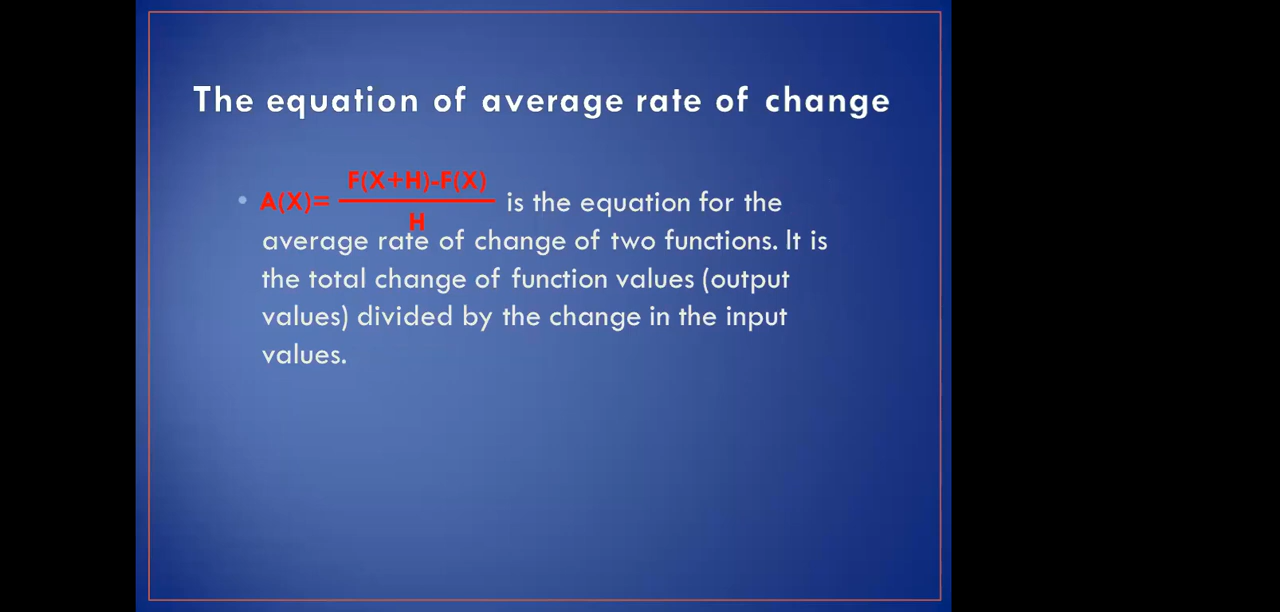 The equation of average rate of change
• A(X)= F(X+H)-F(X) / H is the equation for the
average rate of change of two functions. It is
the total change of function values (output
values) divided by the change in the input
values.